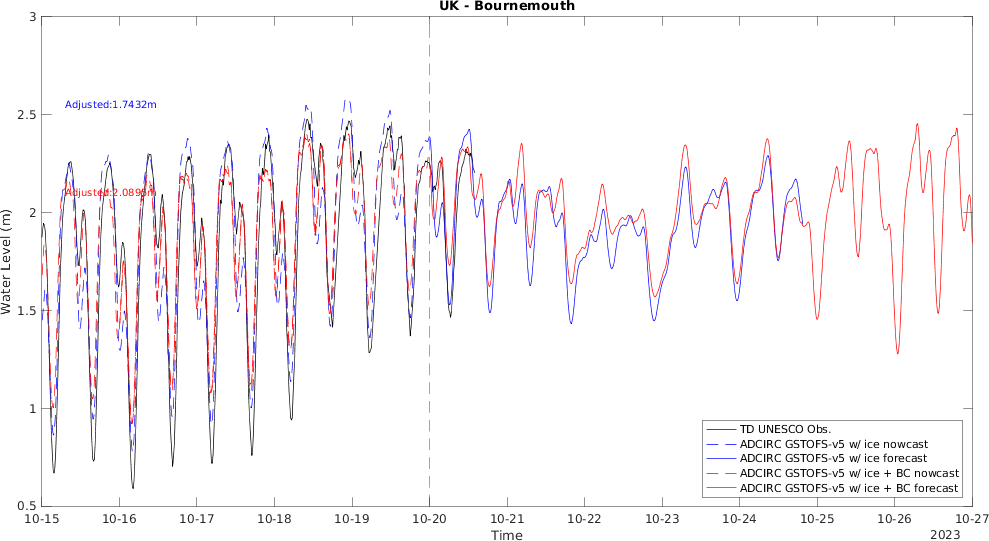 UK - Bournemouth
3
2.5
2
1.5
1
0.5
Water Level (m)
Adjusted:1.7432m
TD UNESCO Obs.
ADCIRC GSTOFS-v5 w/ ice nowcast
ADCIRC GSTOFS-v5 w/ ice forecast
ADCIRC GSTOFS-v5 w/ ice + BC nowcast
ADCIRC GSTOFS-v5 w/ ice + BC forecast
10-15 10-16 10-17 10-18 10-19 10-20 10-21 10-22 10-23 10-24 10-25 10-26 10-27
Time
2023